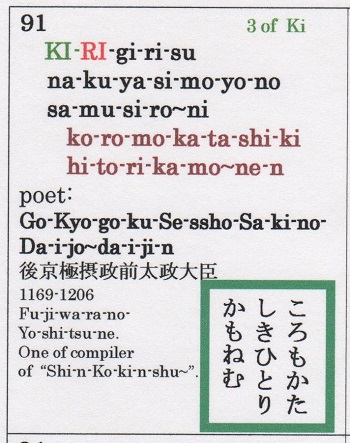 91
3 of Ki
KI-RI-gi-ri-su
na-ku-ya-si-mo-yo-no
sa-mu-si-ro~ni
ko-ro-mo-ka-ta-shi-ki
hi-to-ri-ka-mo~ne-n
poet:
Go-Kyo-go-ku-Se-ssho-Sa-ki-no-
Da-i-jo~da-i-ji-n
後京極摂政前太政大臣
1169-1206
Fu-ji-wa-ra-no-
Yo-shi-tsu-ne.
One of compiler
of “Shi-n-Ko-ki-n-shu~”.
ころもかた
しきひとり
かもねむ